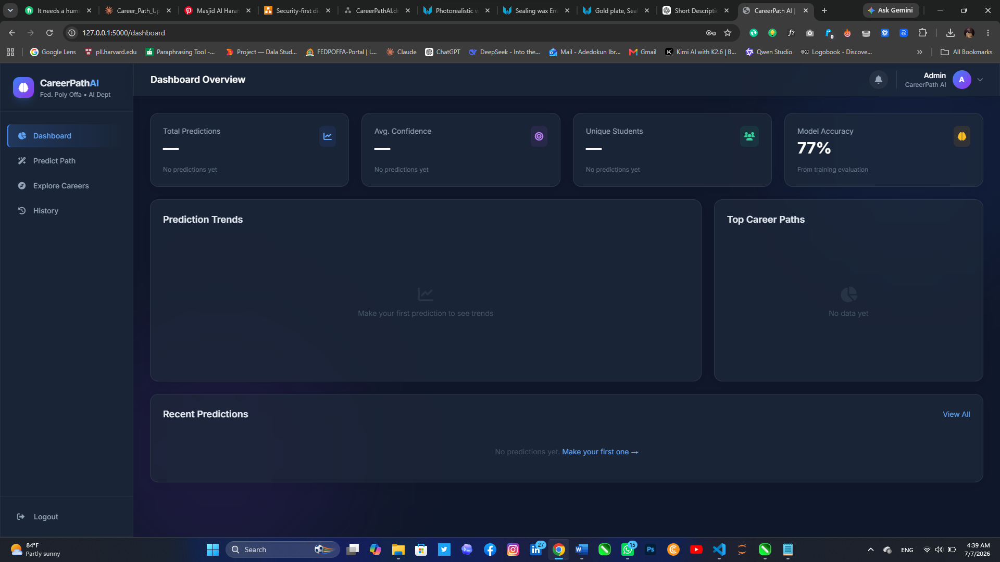 It needs a huma
Career_Path_Up
Masjid Al Haran
Security-first di
CareerPathAI.dr
Photorealistic w
Sealing wax Env
Gold plate, Seal
Short Descriptio
CareerPath AI |
Ask Gemini
127.0.0.1:5000/dashboard
Google Lens
pll.harvard.edu
Paraphrasing Tool -...
Project — Dala Stud...
FEDPOFFA-Portal | L...
Claude
ChatGPT
DeepSeek - Into the...
Mail - Adedokun Ibr...
Gmail
Kimi AI with K2.6 | B...
Qwen Studio
Logobook - Discove...
All Bookmarks
CareerPathAI
Fed. Poly Offa • AI Dept
Dashboard Overview
Admin
CareerPath AI
A
Dashboard
Predict Path
Explore Careers
History
Logout
Total Predictions
—
No predictions yet
Avg. Confidence
—
No predictions yet
Unique Students
—
No predictions yet
Model Accuracy
77%
From training evaluation
Prediction Trends
Make your first prediction to see trends
Top Career Paths
No data yet
Recent Predictions
View All
No predictions yet. Make your first one →
84°F
Partly sunny
Search
27
15
Ps
ENG
4:39 AM
7/7/2026